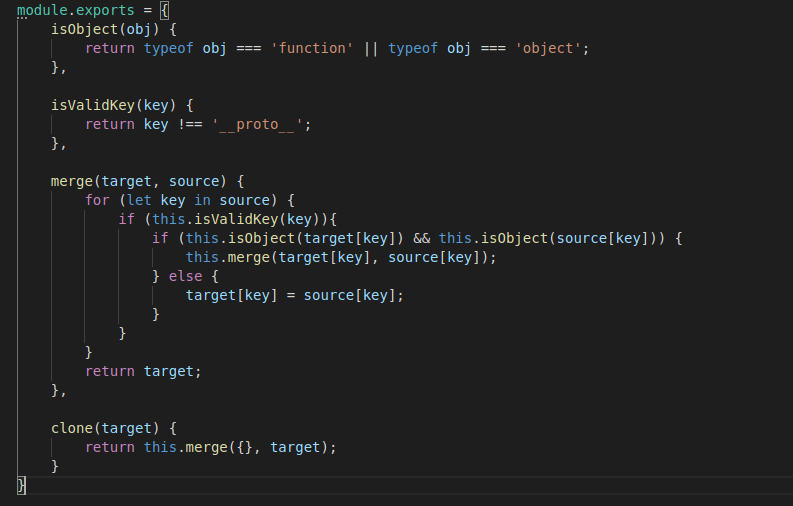 module.exports = {
    isObject(obj) {
        return typeof obj === 'function' || typeof obj === 'object';
    },

    isValidKey(key) {
        return key !== '__proto__';
    },

    merge(target, source) {
        for (let key in source) {
            if (this.isValidKey(key)){
                if (this.isObject(target[key]) && this.isObject(source[key])) {
                    this.merge(target[key], source[key]);
                } else {
                    target[key] = source[key];
                }
            }
        }
        return target;
    },

    clone(target) {
        return this.merge({}, target);
    }
}